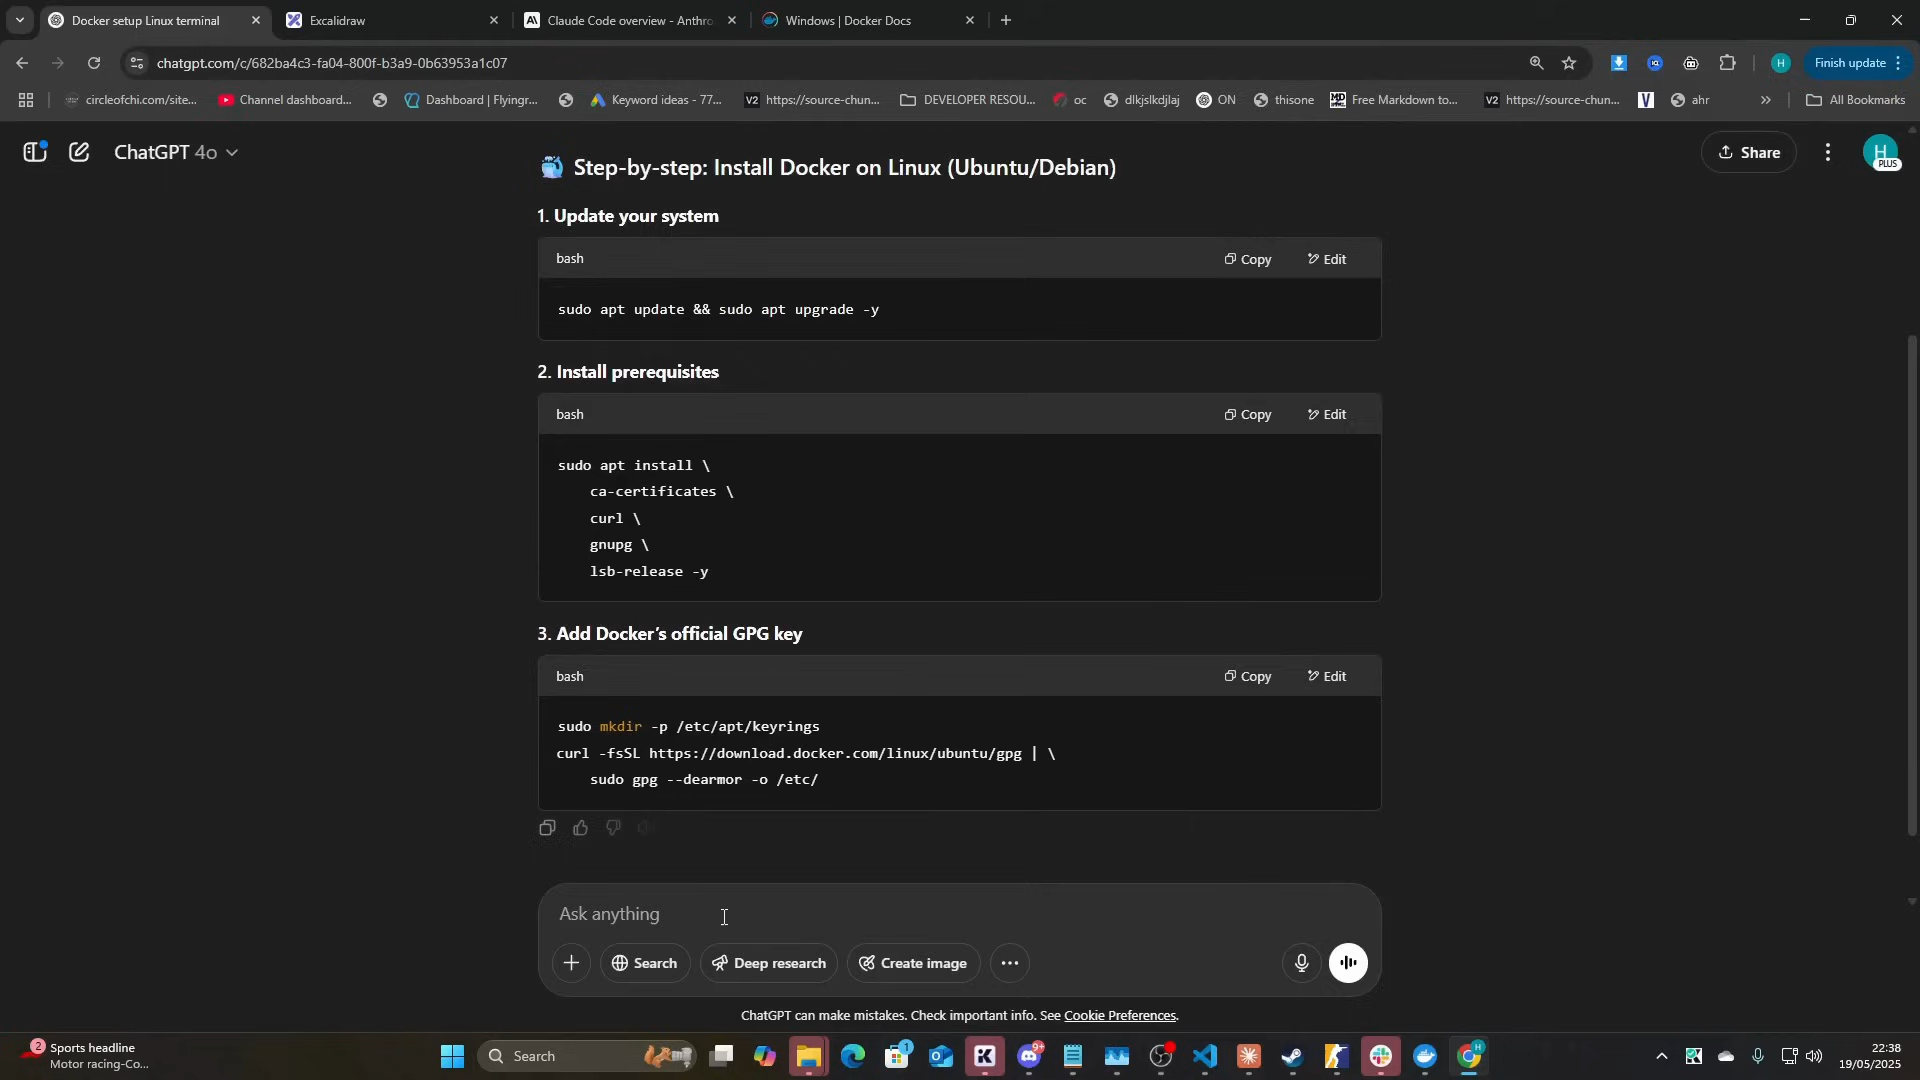 Docker setup Linux terminal
Excalidraw
Claude Code overview - Anthro
Windows | Docker Docs
chatgpt.com/c/682ba4c3-fa04-800f-b3a9-0b63953a1c07
H
Finish update
circleofchi.com/site...
Channel dashboard...
Dashboard | Flyingr...
Keyword ideas - 77...
V2 https://source-chun...
DEVELOPER RESOU...
oc
dlkjslkdjlaj
ON
thisone
MD
Free Markdown to...
V2 https://source-chun...
V
ahr
All Bookmarks
ChatGPT 4o
Share
H
PLUS
Step-by-step: Install Docker on Linux (Ubuntu/Debian)
1. Update your system
bash
Copy
Edit
sudo apt update && sudo apt upgrade -y
2. Install prerequisites
bash
Copy
Edit
sudo apt install \
ca-certificates \
curl \
gnupg \
lsb-release -y
3. Add Docker’s official GPG key
bash
Copy
Edit
sudo mkdir -p /etc/apt/keyrings
curl -fsSL https://download.docker.com/linux/ubuntu/gpg | \
sudo gpg --dearmor -o /etc/
Ask anything
Search
Deep research
Create image
ChatGPT can make mistakes. Check important info. See Cookie Preferences.
2
Sports headline
Motor racing-Co...
Search
1
9+
H
22:38
19/05/2025